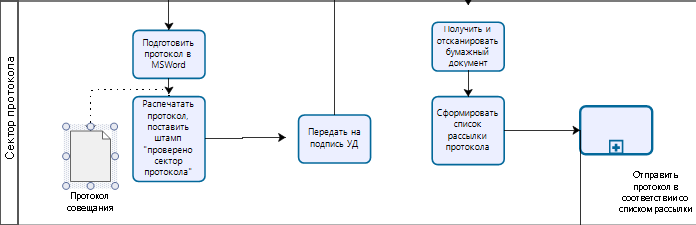 Сектор протокола
Подготовить
протокол в
MSWord
Распечатать
протокол,
поставить
штамп
"проверено
сектор
протокола"
Протокол
совещания
Передать на
подпись УД
Получить и
отсканировать
бумажный
документ
Сформировать
список
рассылки
протокола
Отправить
протокол в
соответствии со
списком рассылки